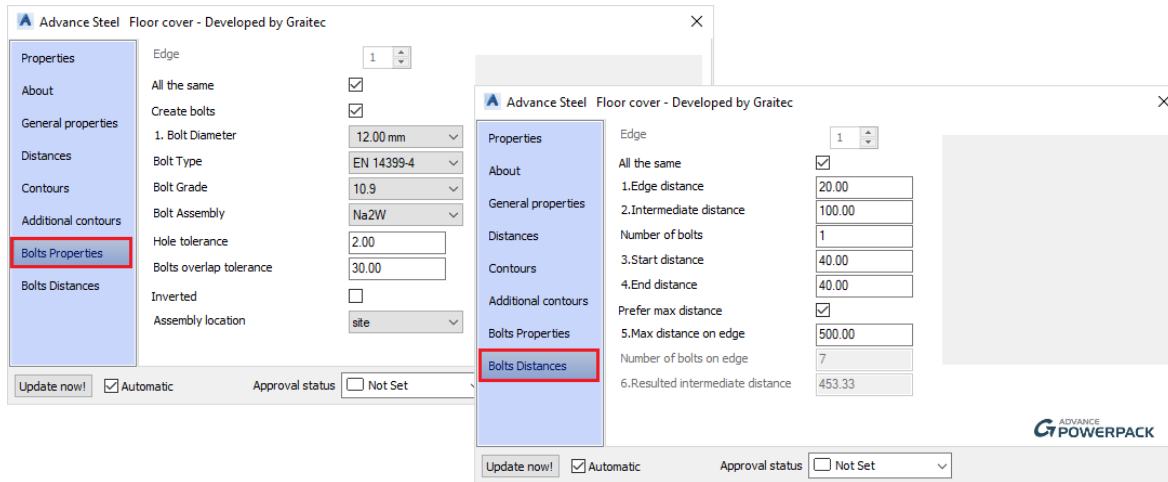 Advance Steel Floor cover - Developed by Graitec
Properties
About
General properties
Distances
Contours
Additional contours
Bolts Properties
Bolts Distances
Edge 1
All the same
Create bolts
1. Bolt Diameter 12.00 mm
Bolt Type EN 14399-4
Bolt Grade 10.9
Bolt Assembly Na2W
Hole tolerance 2.00
Bolts overlap tolerance 30.00
Inverted
Assembly location site
Update now! Automatic Approval status Not Set
Advance Steel Floor cover - Developed by Graitec
Properties
About
General properties
Distances
Contours
Additional contours
Bolts Properties
Bolts Distances
Edge 1
All the same
1.Edge distance 20.00
2.Intermediate distance 100.00
Number of bolts 1
3.Start distance 40.00
4.End distance 40.00
Prefer max distance
5.Max distance on edge 500.00
Number of bolts on edge 7
6.Resulted intermediate distance 453.33
ADVANCE
POWERPACK
Update now! Automatic Approval status Not Set